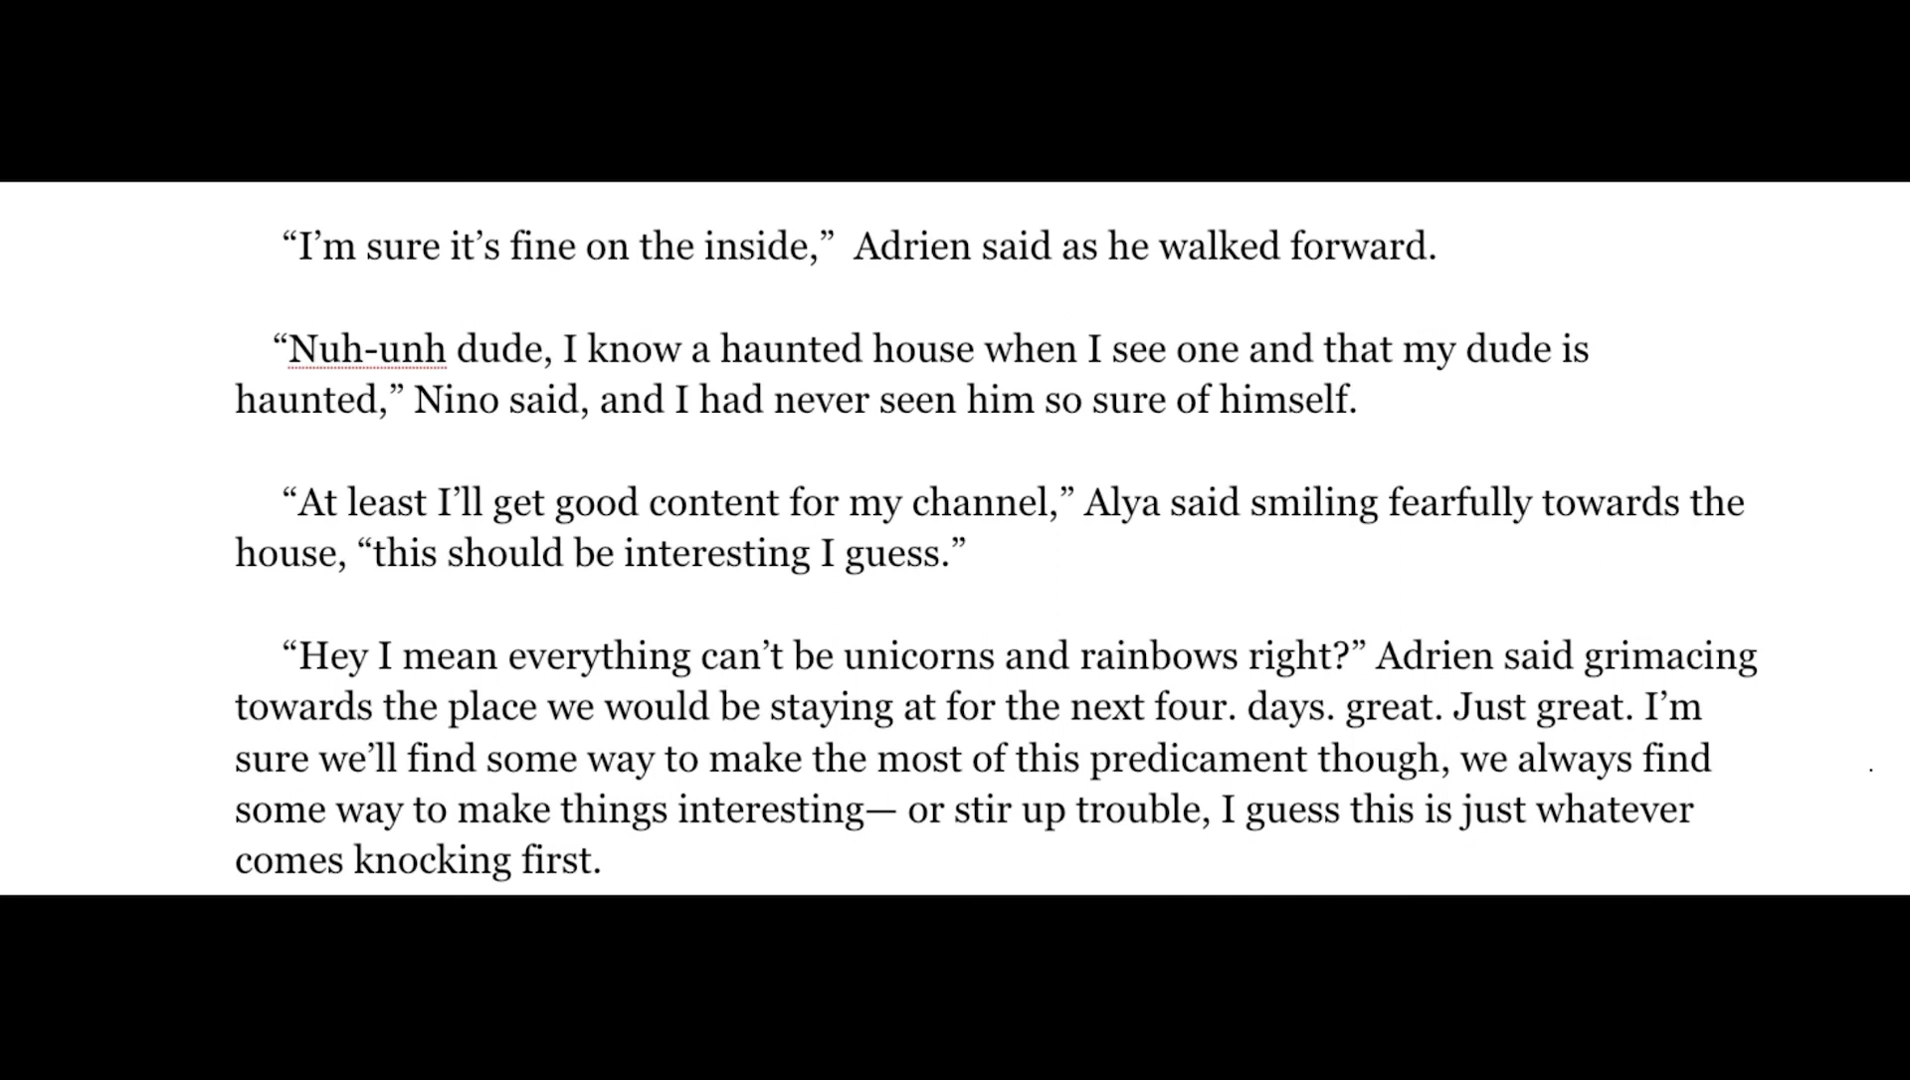 “I’m sure it’s fine on the inside,”  Adrien said as he walked forward.
“Nuh-unh dude, I know a haunted house when I see one and that my dude is
haunted,” Nino said, and I had never seen him so sure of himself.
“At least I’ll get good content for my channel,” Alya said smiling fearfully towards the
house, “this should be interesting I guess.”
“Hey I mean everything can’t be unicorns and rainbows right?” Adrien said grimacing
towards the place we would be staying at for the next four. days. great. Just great. I’m
sure we’ll find some way to make the most of this predicament though, we always find
some way to make things interesting— or stir up trouble, I guess this is just whatever
comes knocking first.